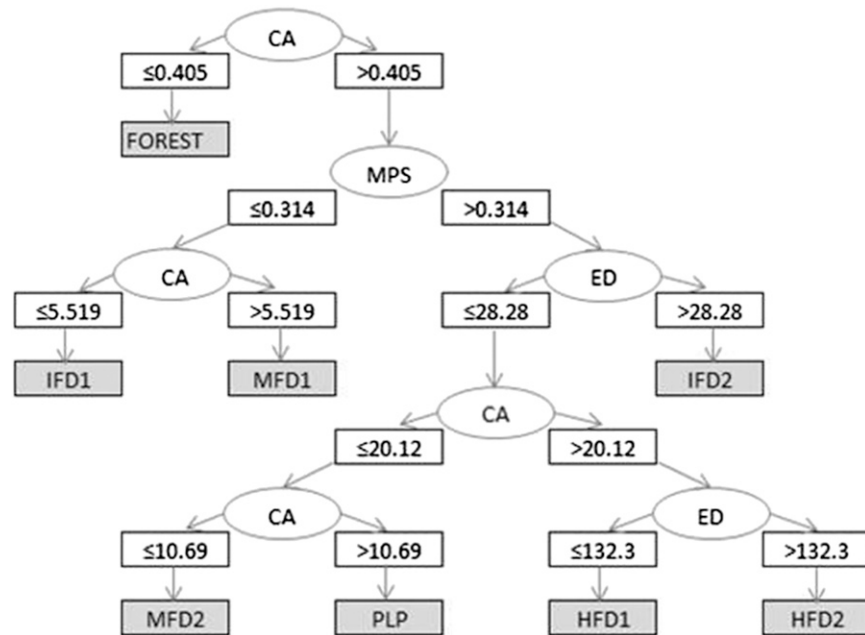 CA
≤0.405 >0.405
FOREST
MPS
≤0.314 >0.314
CA ED
≤5.519 >5.519 ≤28.28 >28.28
IFD1 MFD1 IFD2
CA
≤20.12 >20.12
CA ED
≤10.69 >10.69 ≤132.3 >132.3
MFD2 PLP HFD1 HFD2